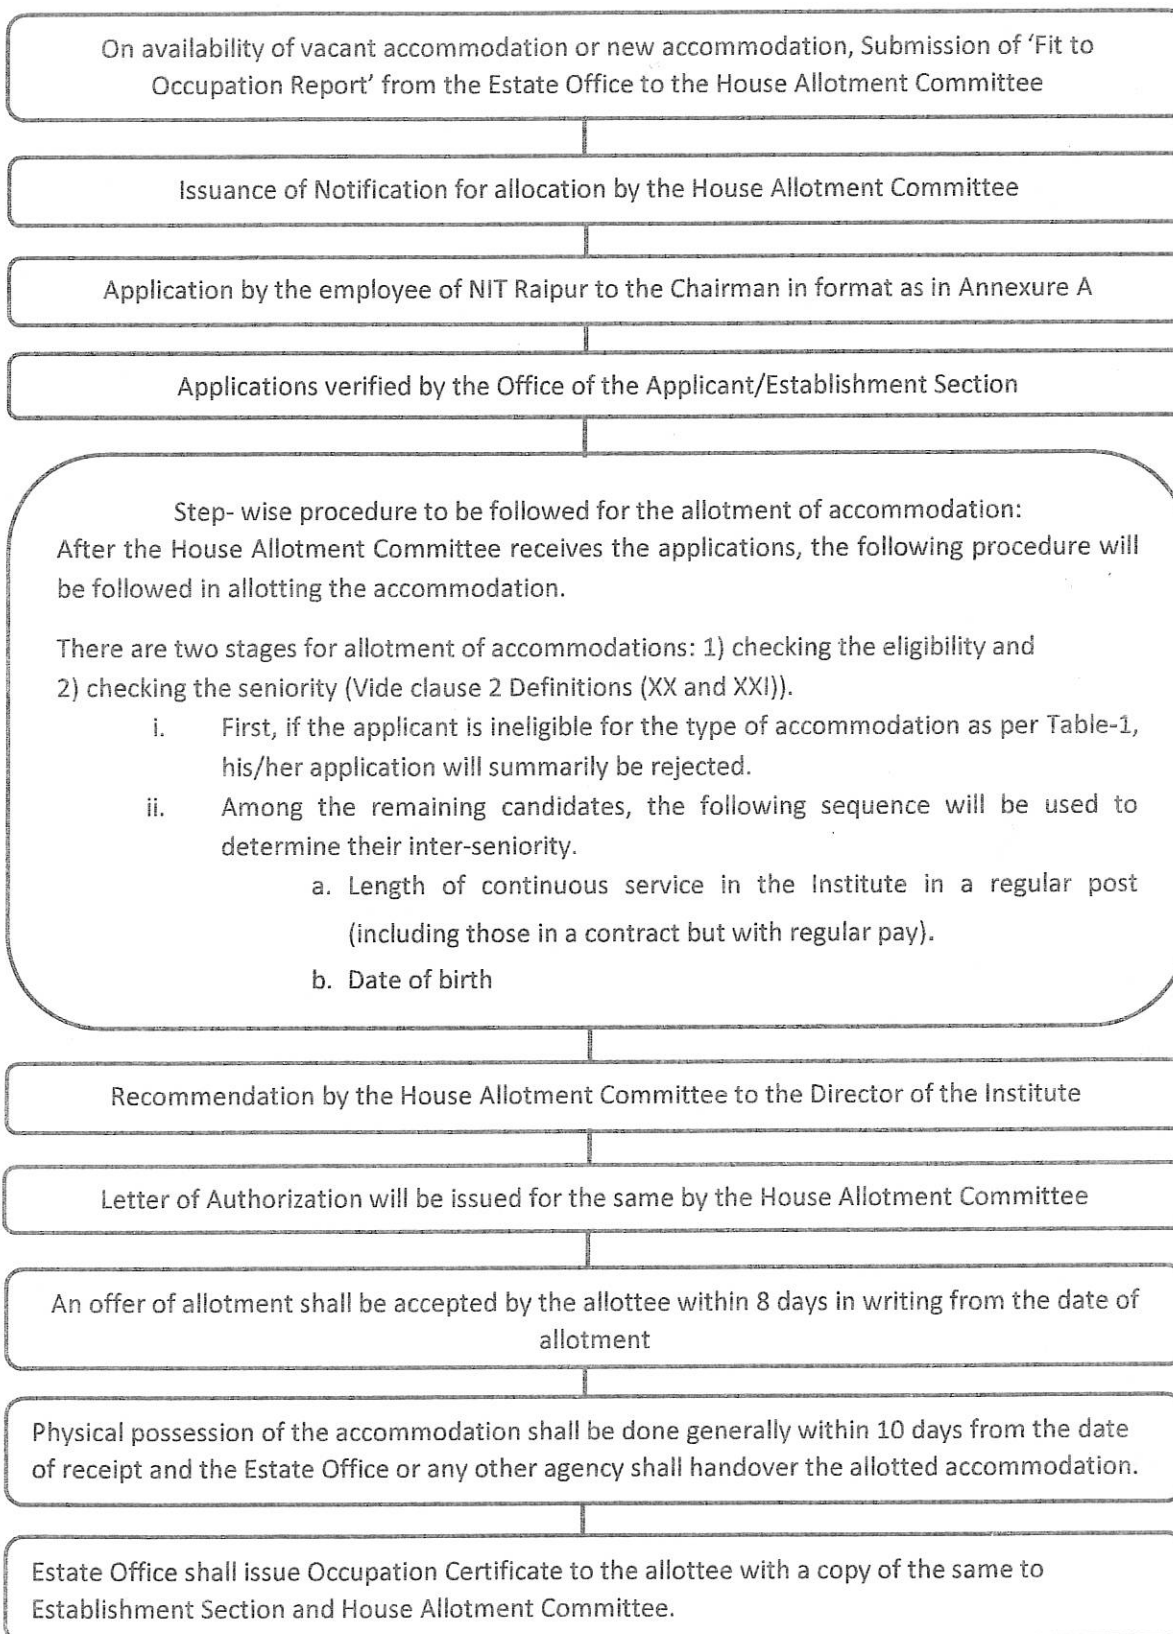 On availability of vacant accommodation or new accommodation, Submission of ‘Fit to
Occupation Report’ from the Estate Office to the House Allotment Committee
Issuance of Notification for allocation by the House Allotment Committee
Application by the employee of NIT Raipur to the Chairman in format as in Annexure A
Applications verified by the Office of the Applicant/Establishment Section
Step- wise procedure to be followed for the allotment of accommodation:
After the House Allotment Committee receives the applications, the following procedure will
be followed in allotting the accommodation.
There are two stages for allotment of accommodations: 1) checking the eligibility and
2) checking the seniority (Vide clause 2 Definitions (XX and XXI)).
i. First, if the applicant is ineligible for the type of accommodation as per Table-1,
his/her application will summarily be rejected.
ii. Among the remaining candidates, the following sequence will be used to
determine their inter-seniority.
a. Length of continuous service in the Institute in a regular post
(including those in a contract but with regular pay).
b. Date of birth
Recommendation by the House Allotment Committee to the Director of the Institute
Letter of Authorization will be issued for the same by the House Allotment Committee
An offer of allotment shall be accepted by the allottee within 8 days in writing from the date of
allotment
Physical possession of the accommodation shall be done generally within 10 days from the date
of receipt and the Estate Office or any other agency shall handover the allotted accommodation.
Estate Office shall issue Occupation Certificate to the allottee with a copy of the same to
Establishment Section and House Allotment Committee.